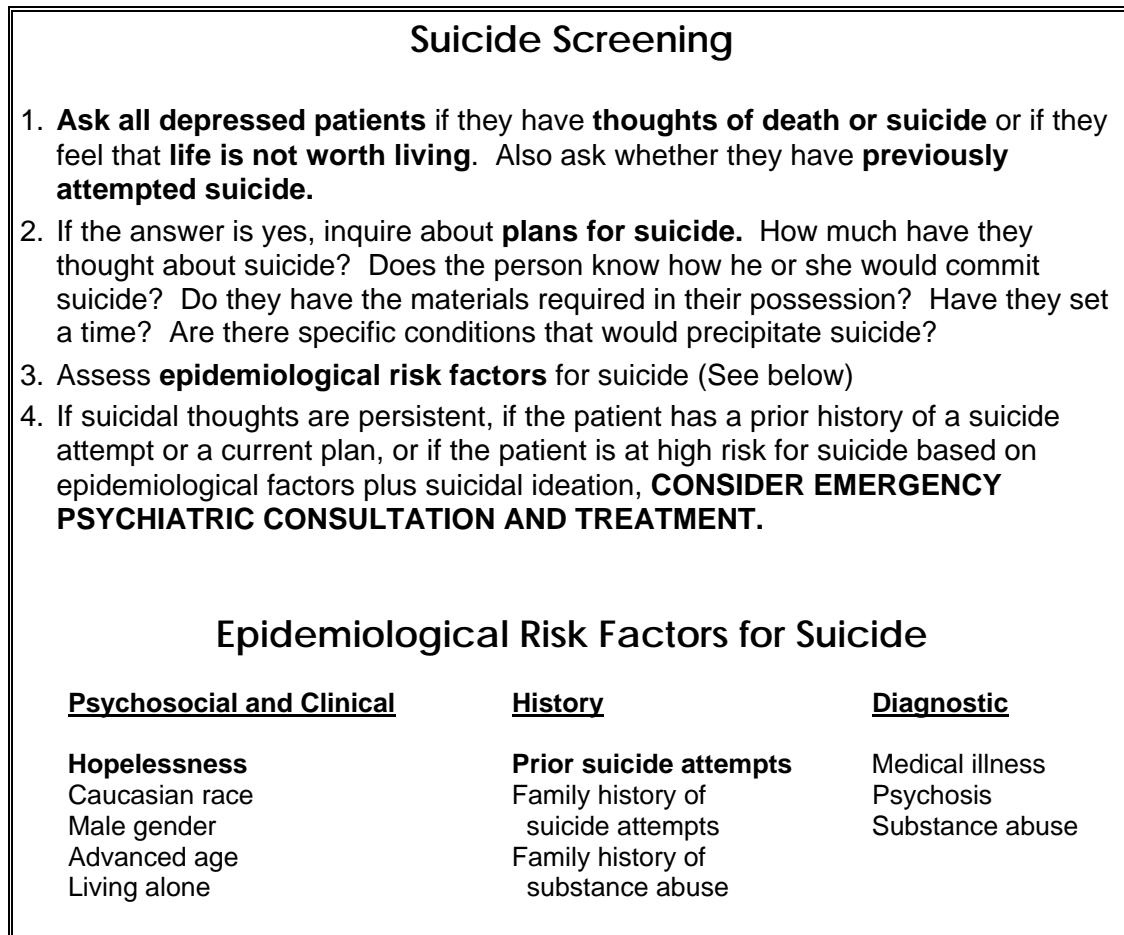 Suicide Screening
1. Ask all depressed patients if they have thoughts of death or suicide or if they
feel that life is not worth living. Also ask whether they have previously
attempted suicide.
2. If the answer is yes, inquire about plans for suicide. How much have they
thought about suicide? Does the person know how he or she would commit
suicide? Do they have the materials required in their possession? Have they set
a time? Are there specific conditions that would precipitate suicide?
3. Assess epidemiological risk factors for suicide (See below)
4. If suicidal thoughts are persistent, if the patient has a prior history of a suicide
attempt or a current plan, or if the patient is at high risk for suicide based on
epidemiological factors plus suicidal ideation, CONSIDER EMERGENCY
PSYCHIATRIC CONSULTATION AND TREATMENT.
Epidemiological Risk Factors for Suicide
Psychosocial and Clinical
Hopelessness
Caucasian race
Male gender
Advanced age
Living alone
History
Prior suicide attempts
Family history of
suicide attempts
Family history of
substance abuse
Diagnostic
Medical illness
Psychosis
Substance abuse